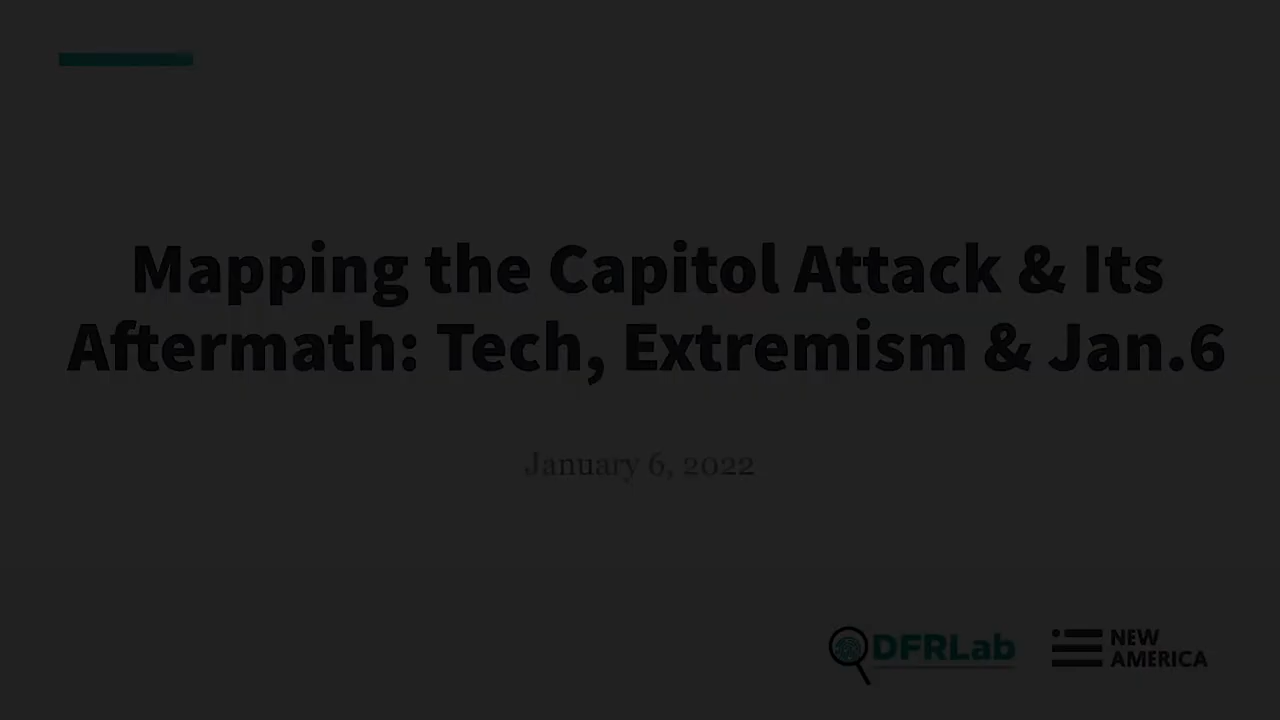 Mapping the Capitol Attack & Its
Aftermath: Tech, Extremism & Jan.6
January 6, 2022
DFRLab
NEW
AMERICA